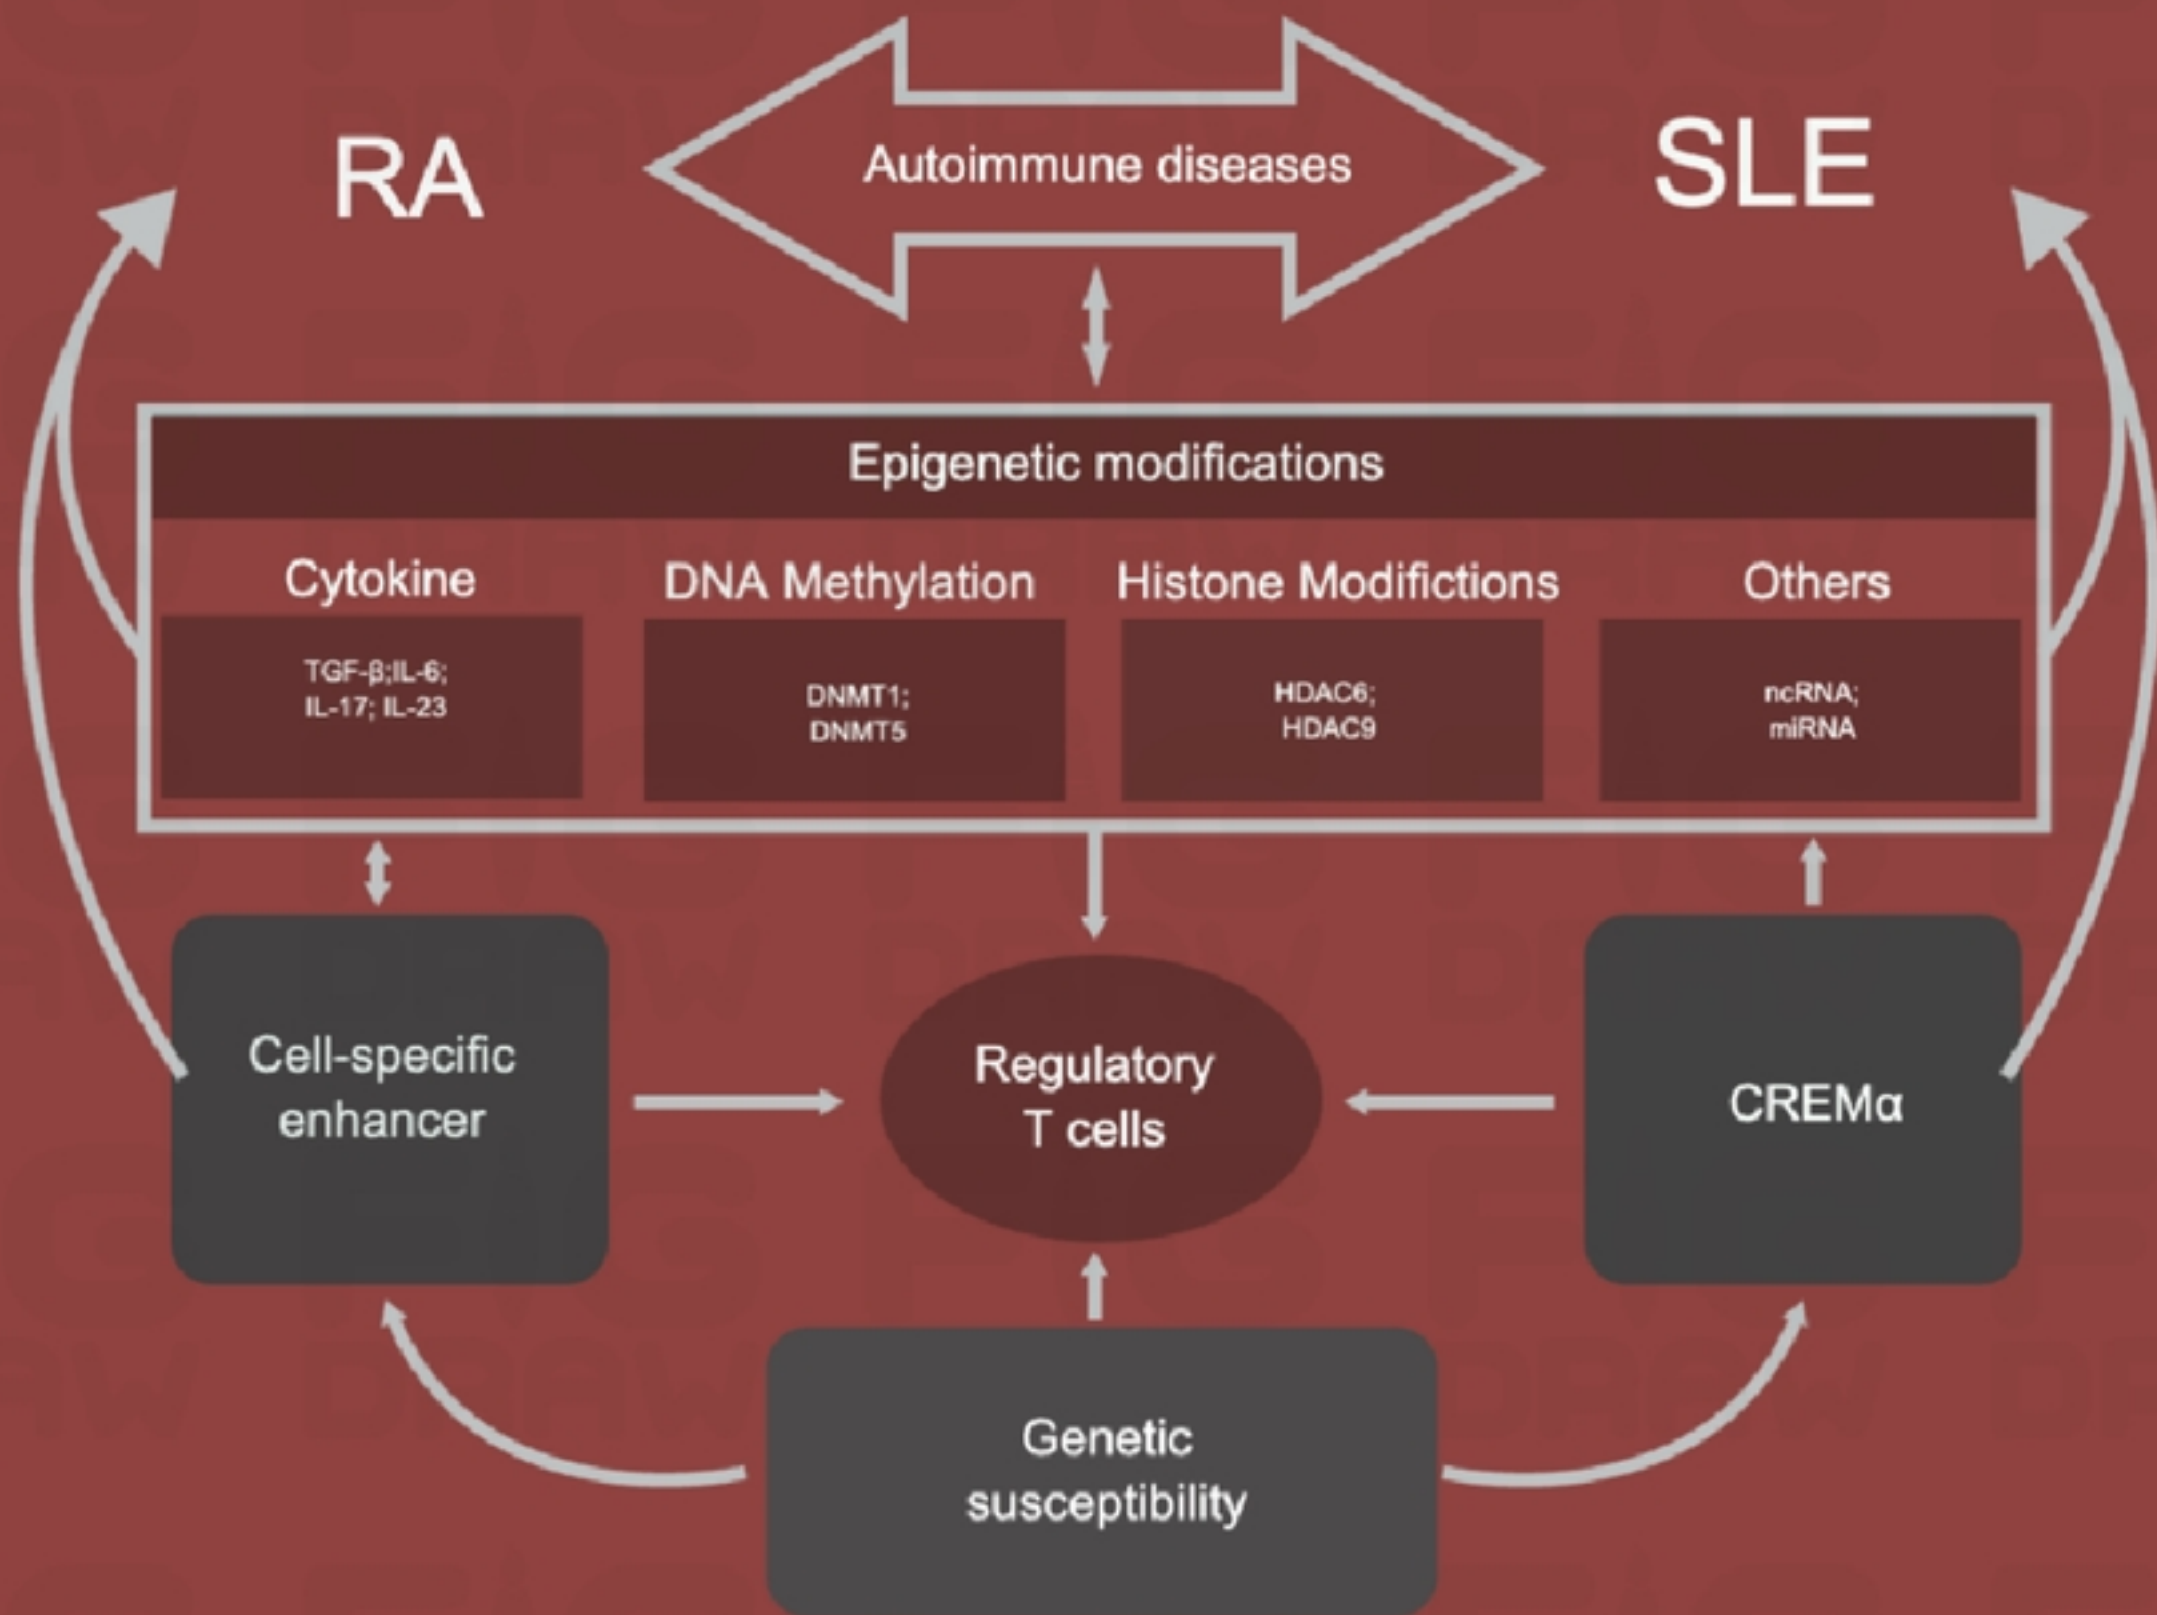 RA
Autoimmune diseases
SLE
Epigenetic modifications
Cytokine
DNA Methylation
Histone Modifictions
Others
TGF-β;IL-6;
IL-17; IL-23
DNMT1;
DNMT5
HDAC6;
HDAC9
ncRNA;
miRNA
Cell-specific
enhancer
Regulatory
T cells
CREMα
Genetic
susceptibility